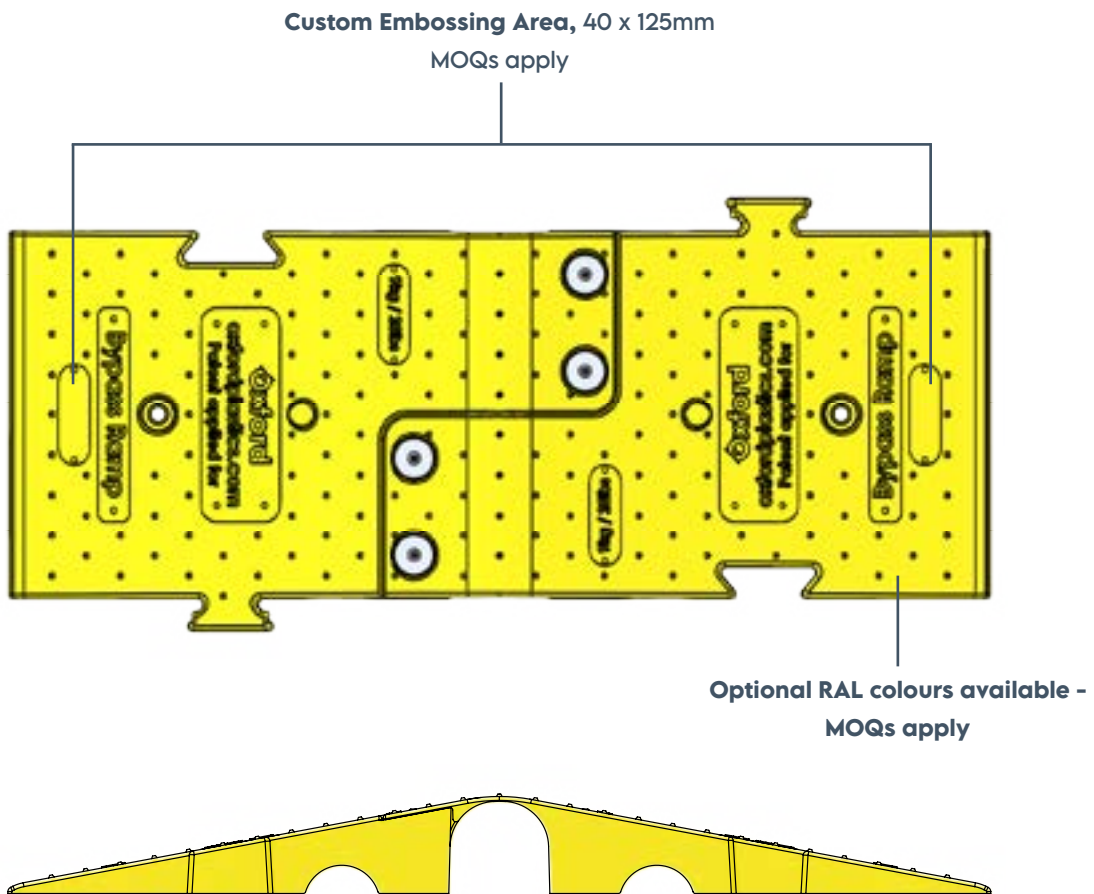 Custom Embossing Area, 40 x 125mm
MOQs apply
Bypass Ramp
Oxford
oxfordplastics.com
Patent applied for
Oxford
oxfordplastics.com
Patent applied for
Bypass Ramp
Optional RAL colours available -
MOQs apply